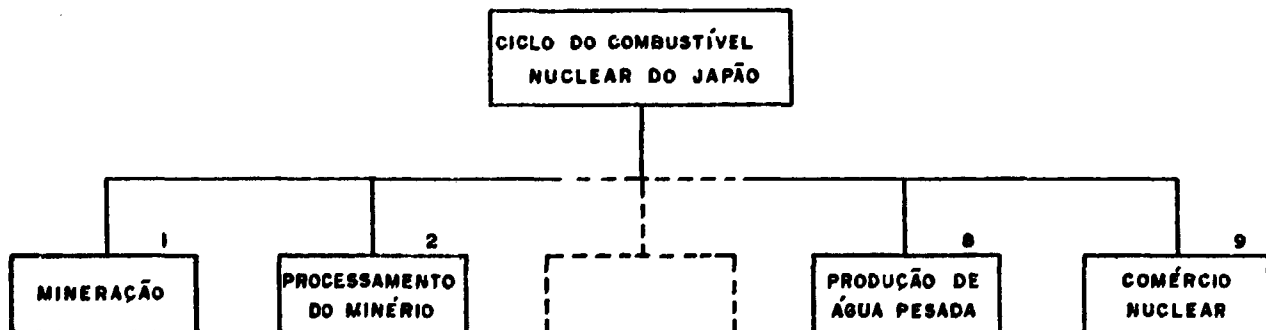 CICLO DO COMBUSTÍVEL
NUCLEAR DO JAPÃO
1
MINERAÇÃO
2
PROCESSAMENTO
DO MINÉRIO
8
PRODUÇÃO DE
ÁGUA PESADA
9
COMÉRCIO
NUCLEAR